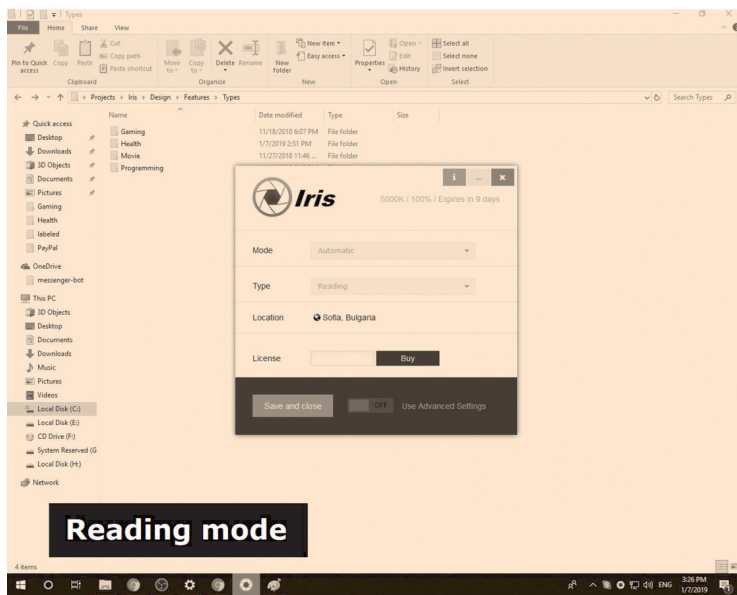 Types
File Home Share View
Pin to Quick access
Copy
Paste
Cut
Copy path
Paste shortcut
Clipboard
Move to
Copy to
Delete
Rename
Organize
New folder
New item
Easy access
New
Properties
Open
Edit
History
Open
Select all
Select none
Invert selection
Select
Projects › Iris › Design › Features › Types
Search Types
Name Date modified Type Size
Gaming 11/18/2018 6:07 PM File folder
Health 1/7/2019 2:51 PM File folder
Movie 11/27/2018 11:46 ... File folder
Programming
Quick access
Desktop
Downloads
3D Objects
Documents
Pictures
Gaming
Health
labeled
PayPal
OneDrive
messenger-bot
This PC
3D Objects
Desktop
Documents
Downloads
Music
Pictures
Videos
Local Disk (C:)
Local Disk (E:)
CD Drive (F:)
System Reserved (G
Local Disk (H:)
Network
Iris
5000K / 100% / Expires in 9 days
Mode Automatic
Type Reading
Location Sofia, Bulgaria
License Buy
Save and close OFF Use Advanced Settings
Reading mode
4 items
ENG
3:26 PM
1/7/2019